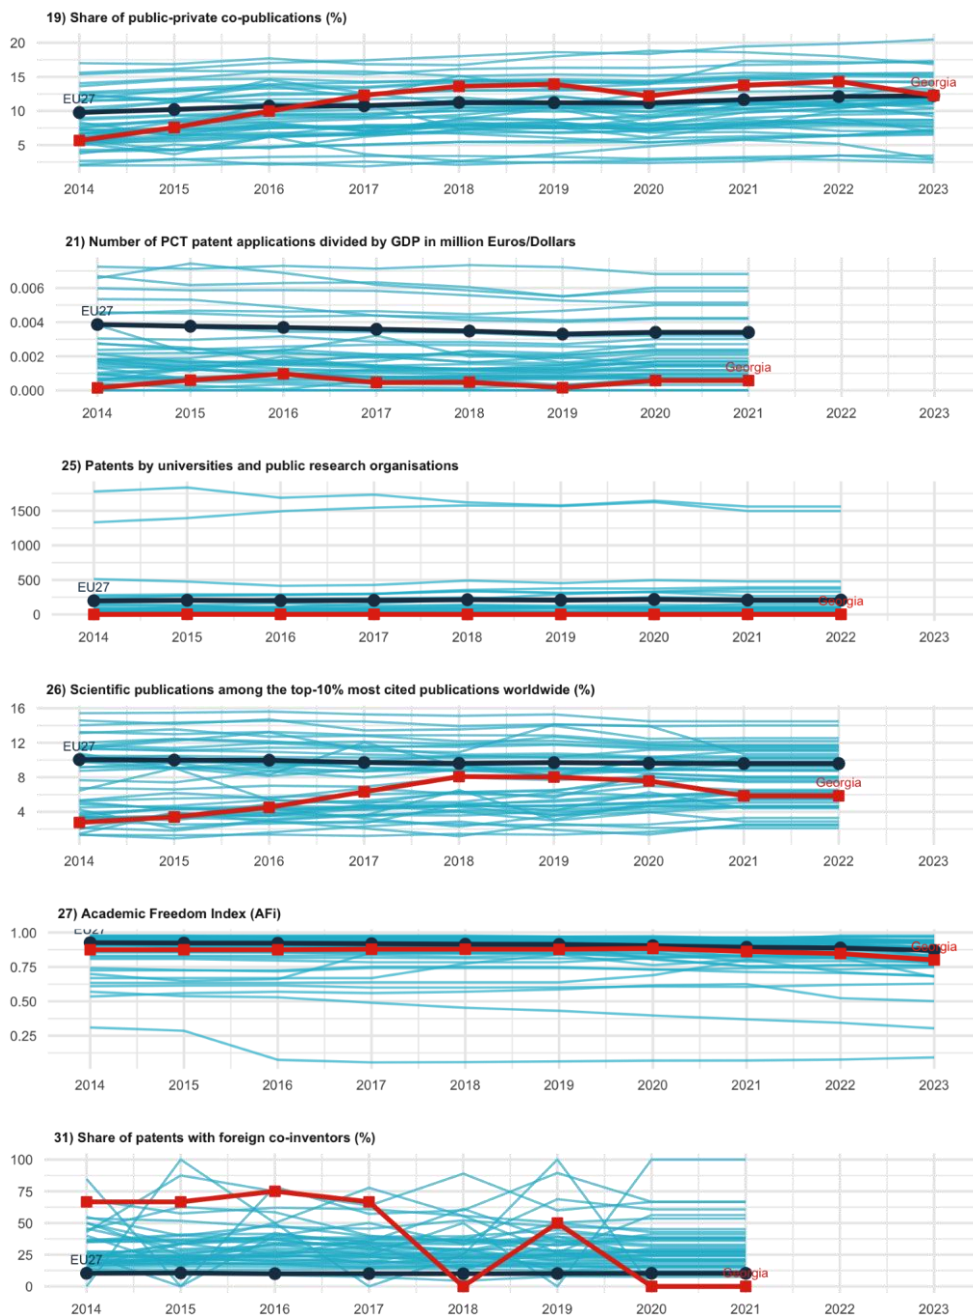 19) Share of public-private co-publications (%)
20
15
10
5
EU27
Georgia
2014 2015 2016 2017 2018 2019 2020 2021 2022 2023
21) Number of PCT patent applications divided by GDP in million Euros/Dollars
0.006
0.004
0.002
0.000
EU27
Georgia
2014 2015 2016 2017 2018 2019 2020 2021 2022 2023
25) Patents by universities and public research organisations
1500
1000
500
0
EU27
Georgia
2014 2015 2016 2017 2018 2019 2020 2021 2022 2023
26) Scientific publications among the top-10% most cited publications worldwide (%)
16
12
8
4
EU27
Georgia
2014 2015 2016 2017 2018 2019 2020 2021 2022 2023
27) Academic Freedom Index (AFi)
1.00
0.75
0.50
0.25
EU27
Georgia
2014 2015 2016 2017 2018 2019 2020 2021 2022 2023
31) Share of patents with foreign co-inventors (%)
100
75
50
25
0
EU27
Georgia
2014 2015 2016 2017 2018 2019 2020 2021 2022 2023